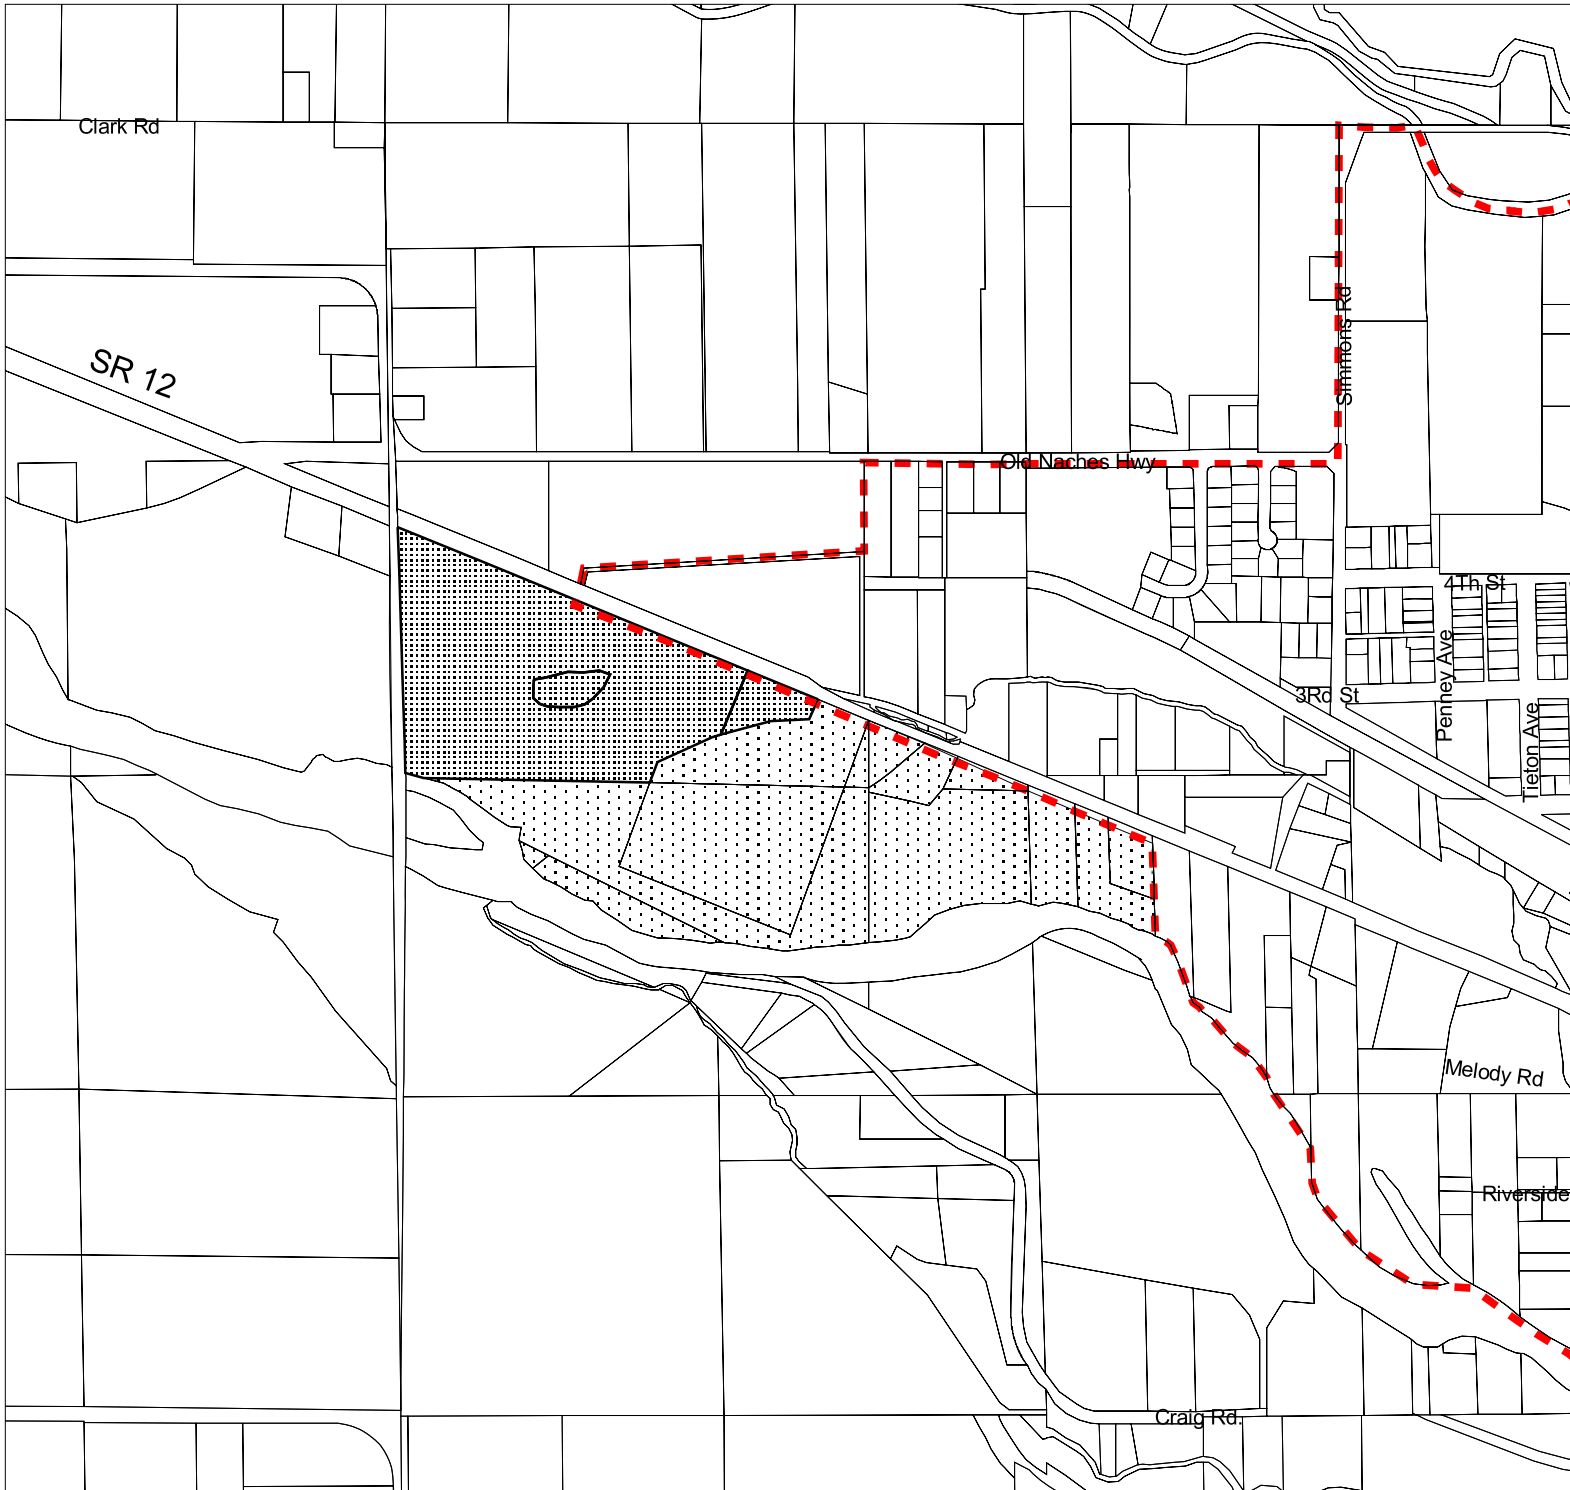 Clark Rd
SR 12
Simmons Rd
Old Naches Hwy
4Th St
Penney Ave
3Rd St
Tieton Ave
Melody Rd
Riverside
Craig Rd.